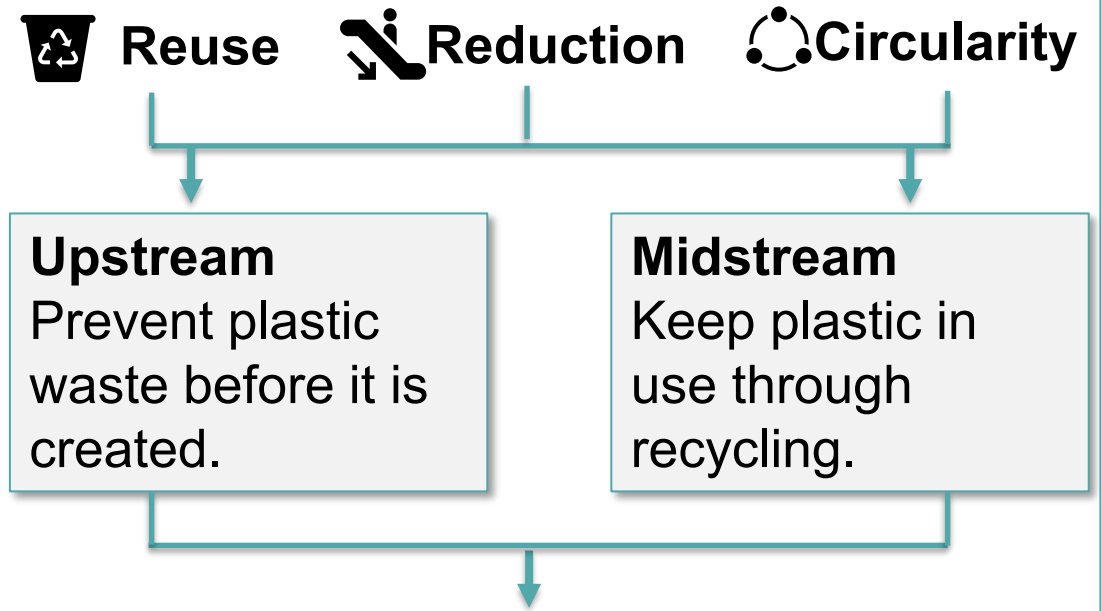 Reuse Reduction Circularity
Upstream
Prevent plastic
waste before it is
created.
Midstream
Keep plastic in
use through
recycling.